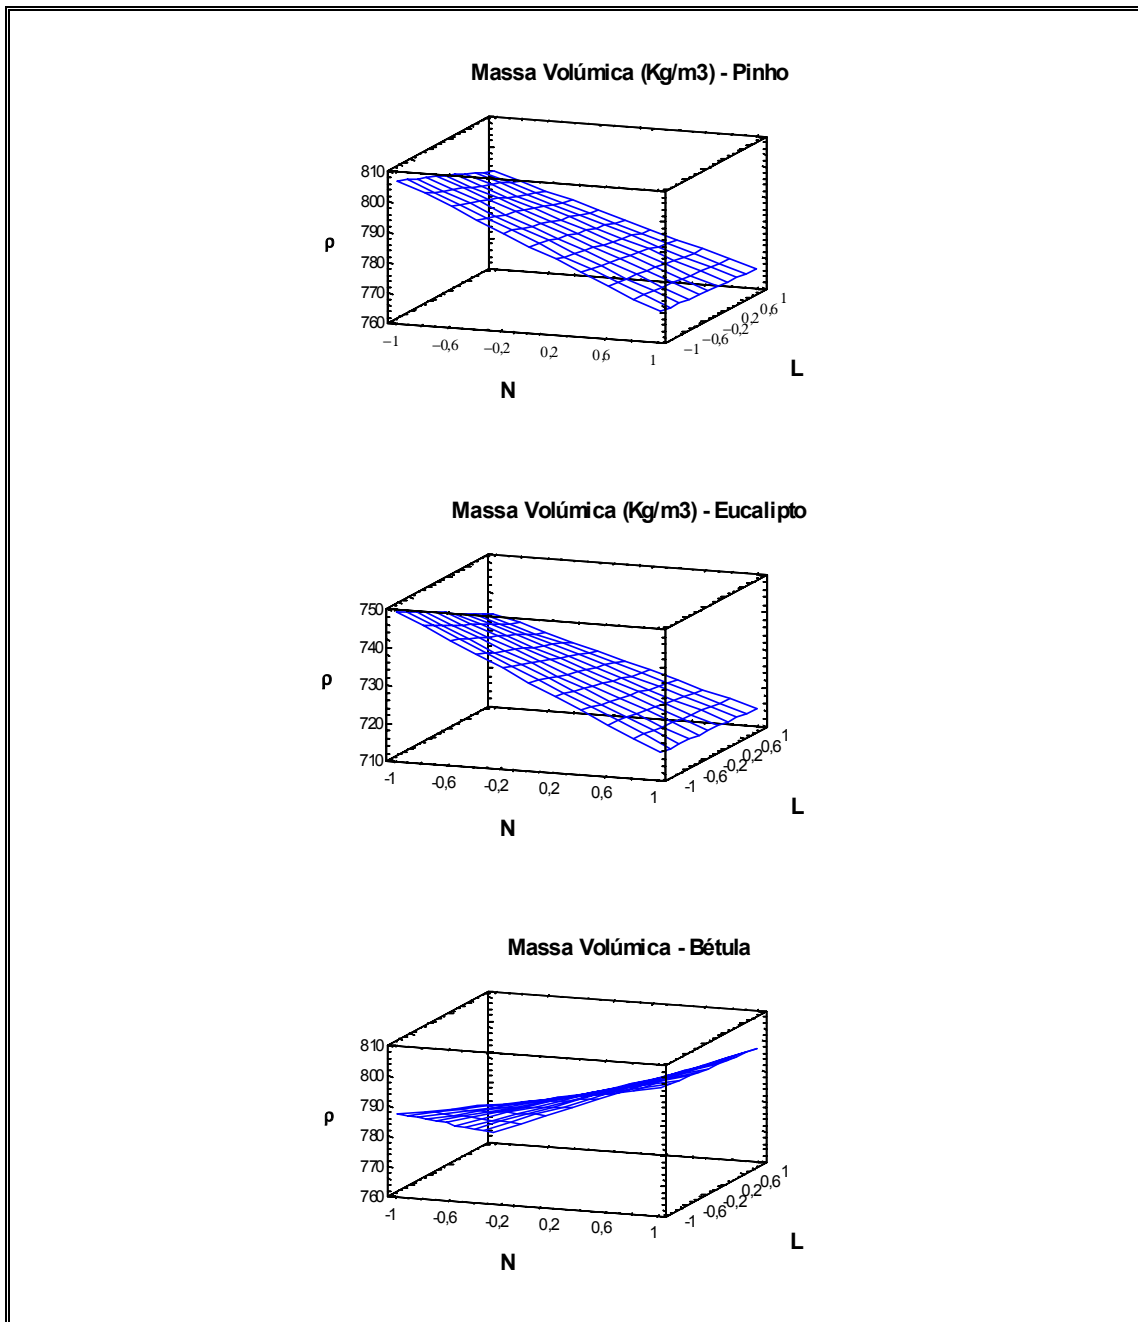 Massa Volúmica (Kg/m3) - Pinho
810
800
790
ρ
780
770
760
−1 −0,6 −0,2 0,2 0,6 1
−1 −0,6 −0,2 0,2 0,6 1
L
N
Massa Volúmica (Kg/m3) - Eucalipto
750
740
730
ρ
720
710
-1 -0,6 -0,2 0,2 0,6 1
-1 -0,6 -0,2 0,2 0,6 1
L
N
Massa Volúmica - Bétula
810
800
790
ρ
780
770
760
-1 -0,6 -0,2 0,2 0,6 1
-1 -0,6 -0,2 0,2 0,6 1
L
N